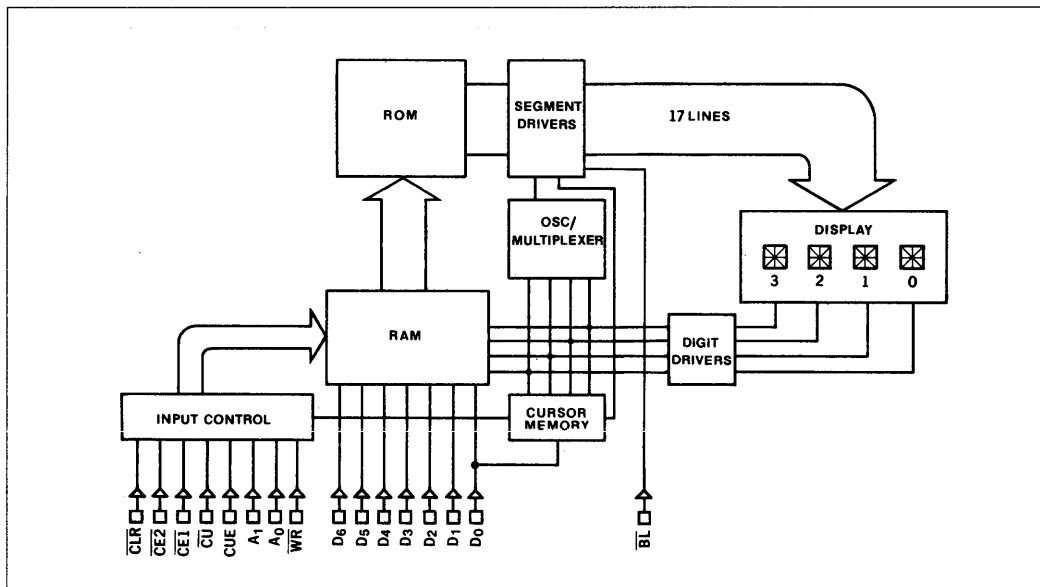 ROM
SEGMENT
DRIVERS
17 LINES
OSC/
MULTIPLEXER
DISPLAY
3 2 1 0
RAM
DIGIT
DRIVERS
INPUT CONTROL
CURSOR
MEMORY
CLR
CE2
CE1
CU
CUE
A1
A0
WR
D6
D5
D4
D3
D2
D1
D0
BL